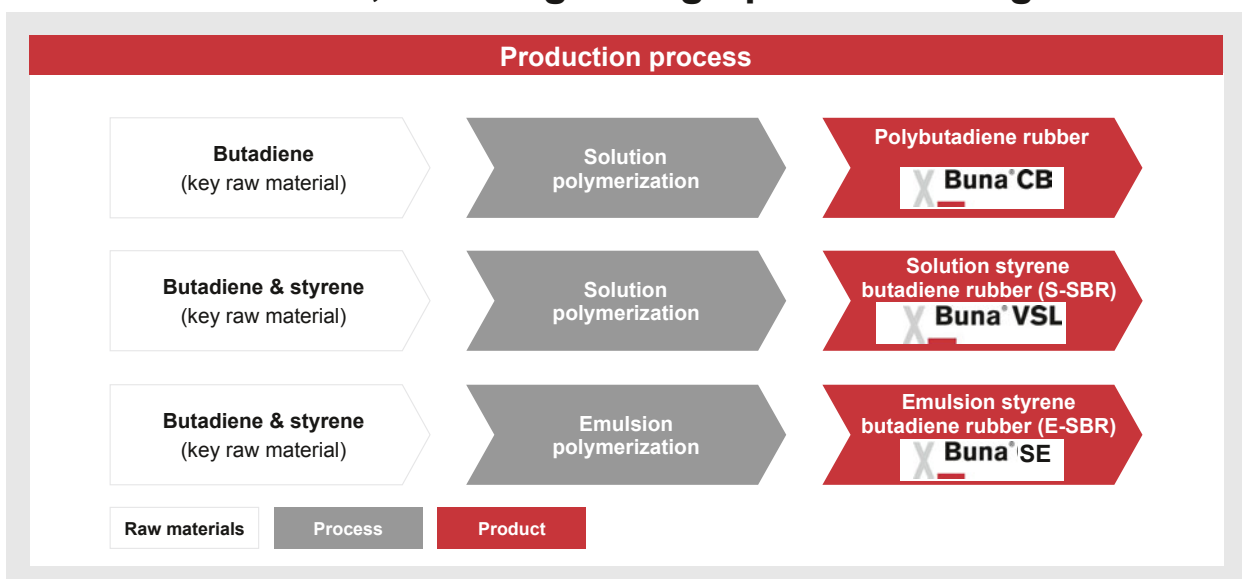 Production process
Butadiene
(key raw material)
Solution
polymerization
Polybutadiene rubber
Buna® CB
Butadiene & styrene
(key raw material)
Solution
polymerization
Solution styrene
butadiene rubber (S-SBR)
Buna® VSL
Butadiene & styrene
(key raw material)
Emulsion
polymerization
Emulsion styrene
butadiene rubber (E-SBR)
Buna® SE
Raw materials
Process
Product